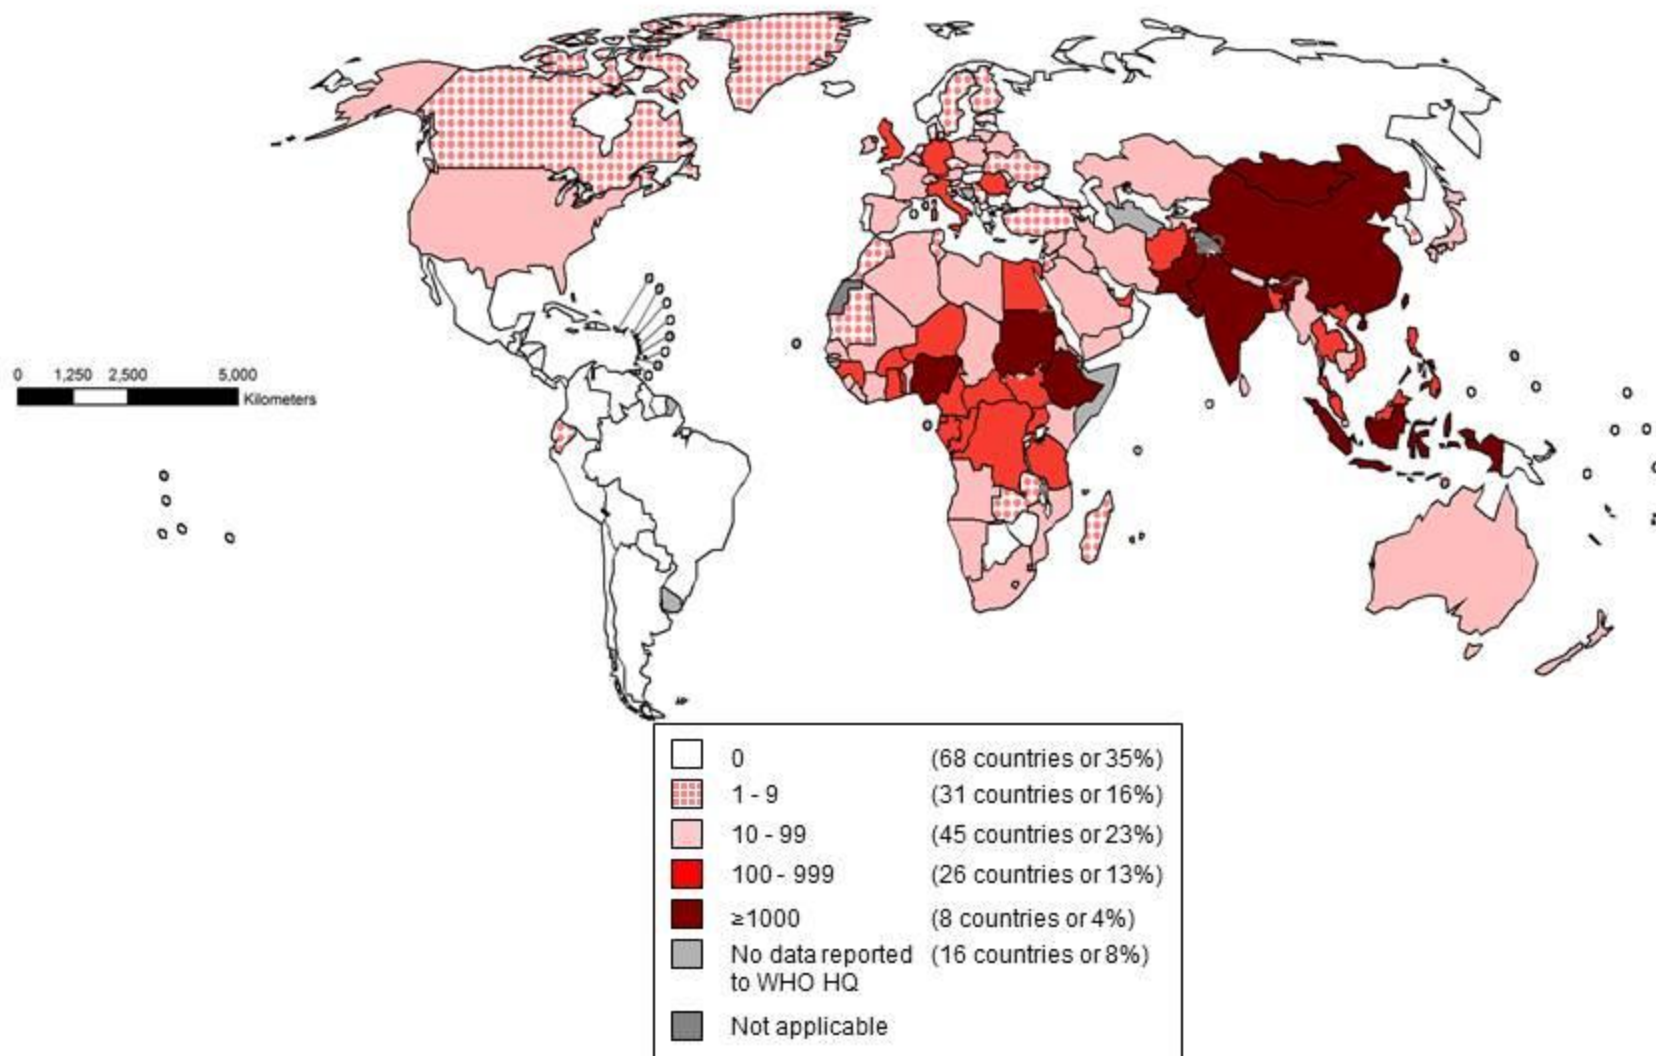 0 1,250 2,500 5,000
Kilometers
0 (68 countries or 35%)
1 - 9 (31 countries or 16%)
10 - 99 (45 countries or 23%)
100 - 999 (26 countries or 13%)
≥1000 (8 countries or 4%)
No data reported (16 countries or 8%)
to WHO HQ
Not applicable